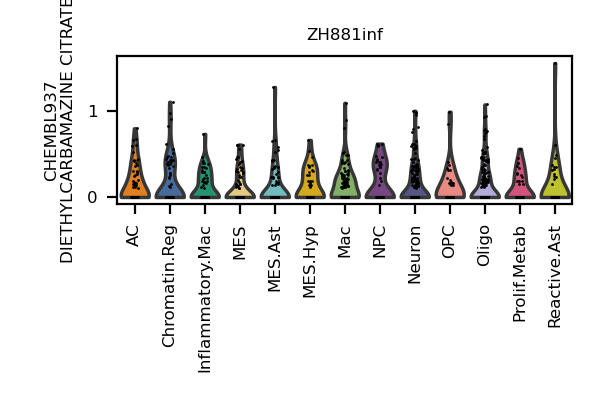 ZH881inf
CHEMBL937
DIETHYLCARBAMAZINE CITRATE
1
0
AC
Chromatin.Reg
Inflammatory.Mac
MES
MES.Ast
MES.Hyp
Mac
NPC
Neuron
OPC
Oligo
Prolif.Metab
Reactive.Ast